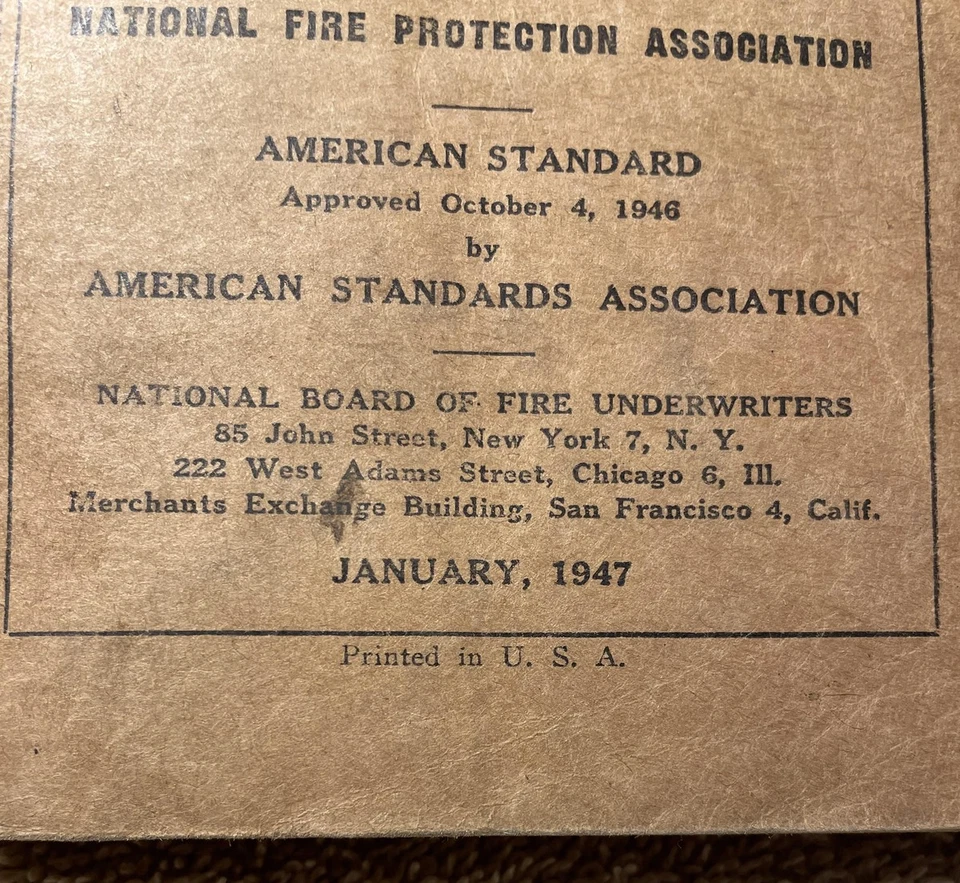 NATIONAL FIRE PROTECTION ASSOCIATION
AMERICAN STANDARD
Approved October 4, 1946
by
AMERICAN STANDARDS ASSOCIATION
NATIONAL BOARD OF FIRE UNDERWRITERS
85 John Street, New York 7, N. Y.
222 West Adams Street, Chicago 6, Ill.
Merchants Exchange Building, San Francisco 4, Calif.
JANUARY, 1947
Printed in U. S. A.